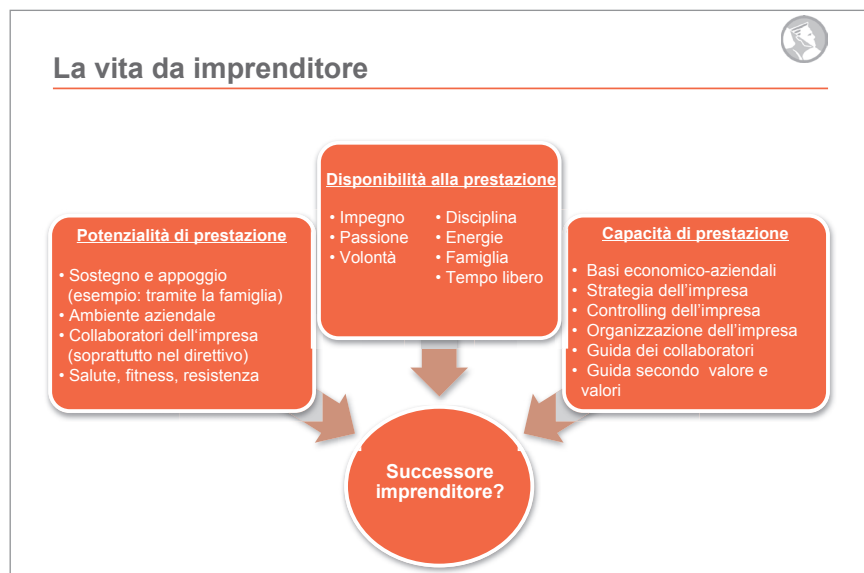 La vita da imprenditore
Potenzialità di prestazione
• Sostegno e appoggio
(esempio: tramite la famiglia)
• Ambiente aziendale
• Collaboratori dell‘impresa
(soprattutto nel direttivo)
• Salute, fitness, resistenza
Disponibilità alla prestazione
• Impegno
• Passione
• Volontà
• Disciplina
• Energie
• Famiglia
• Tempo libero
Capacità di prestazione
• Basi economico-aziendali
• Strategia dell’impresa
• Controlling dell’impresa
• Organizzazione dell’impresa
• Guida dei collaboratori
• Guida secondo valore e
valori
Successore
imprenditore?